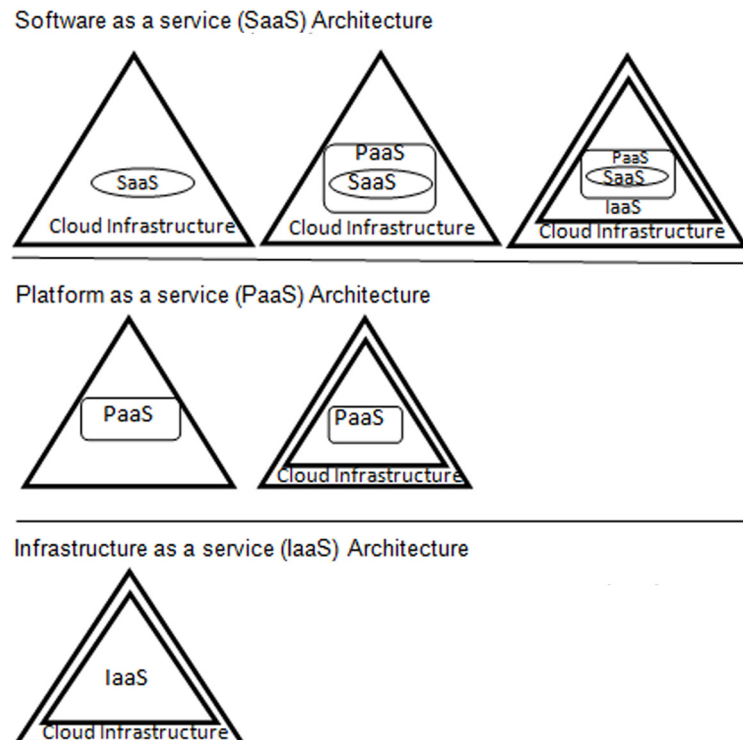 Software as a service (SaaS) Architecture
SaaS
Cloud Infrastructure
PaaS
SaaS
Cloud Infrastructure
PaaS
SaaS
IaaS
Cloud Infrastructure
Platform as a service (PaaS) Architecture
PaaS
PaaS
Cloud Infrastructure
Infrastructure as a service (IaaS) Architecture
IaaS
Cloud Infrastructure